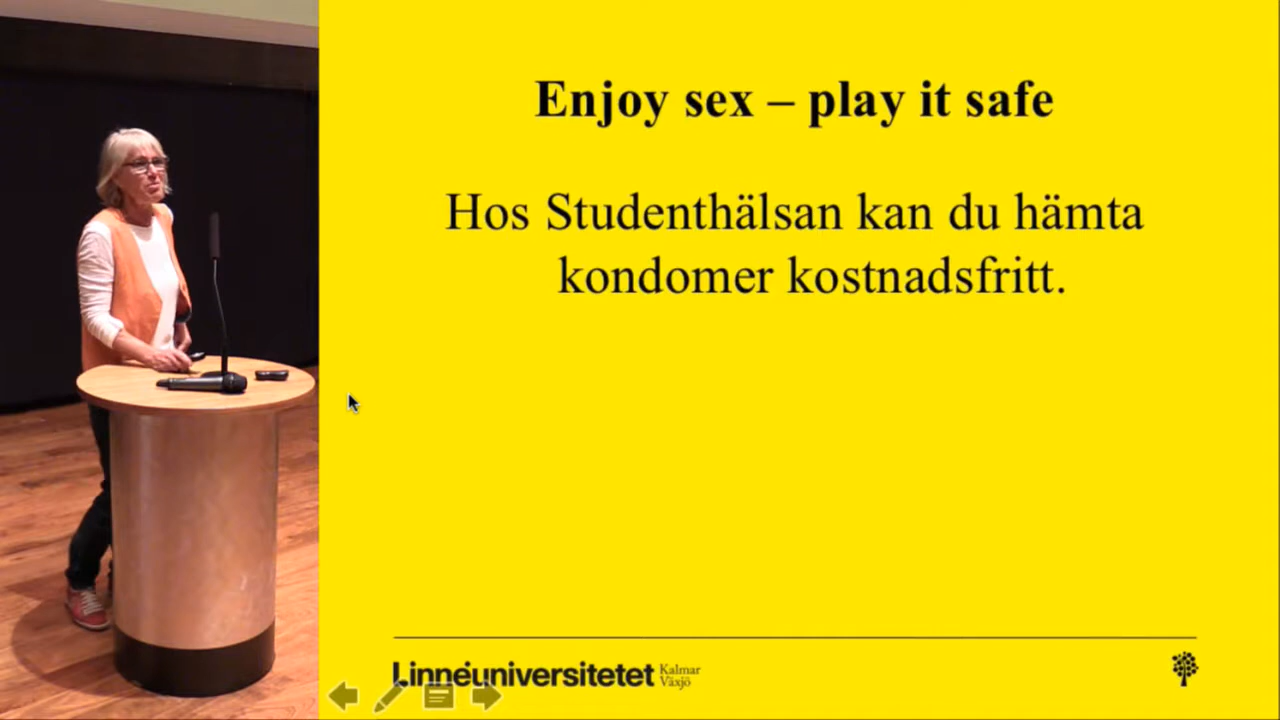 Enjoy sex – play it safe
Hos Studenthälsan kan du hämta
kondomer kostnadsfritt.
Linnéuniversitetet
Kalmar
Växjö